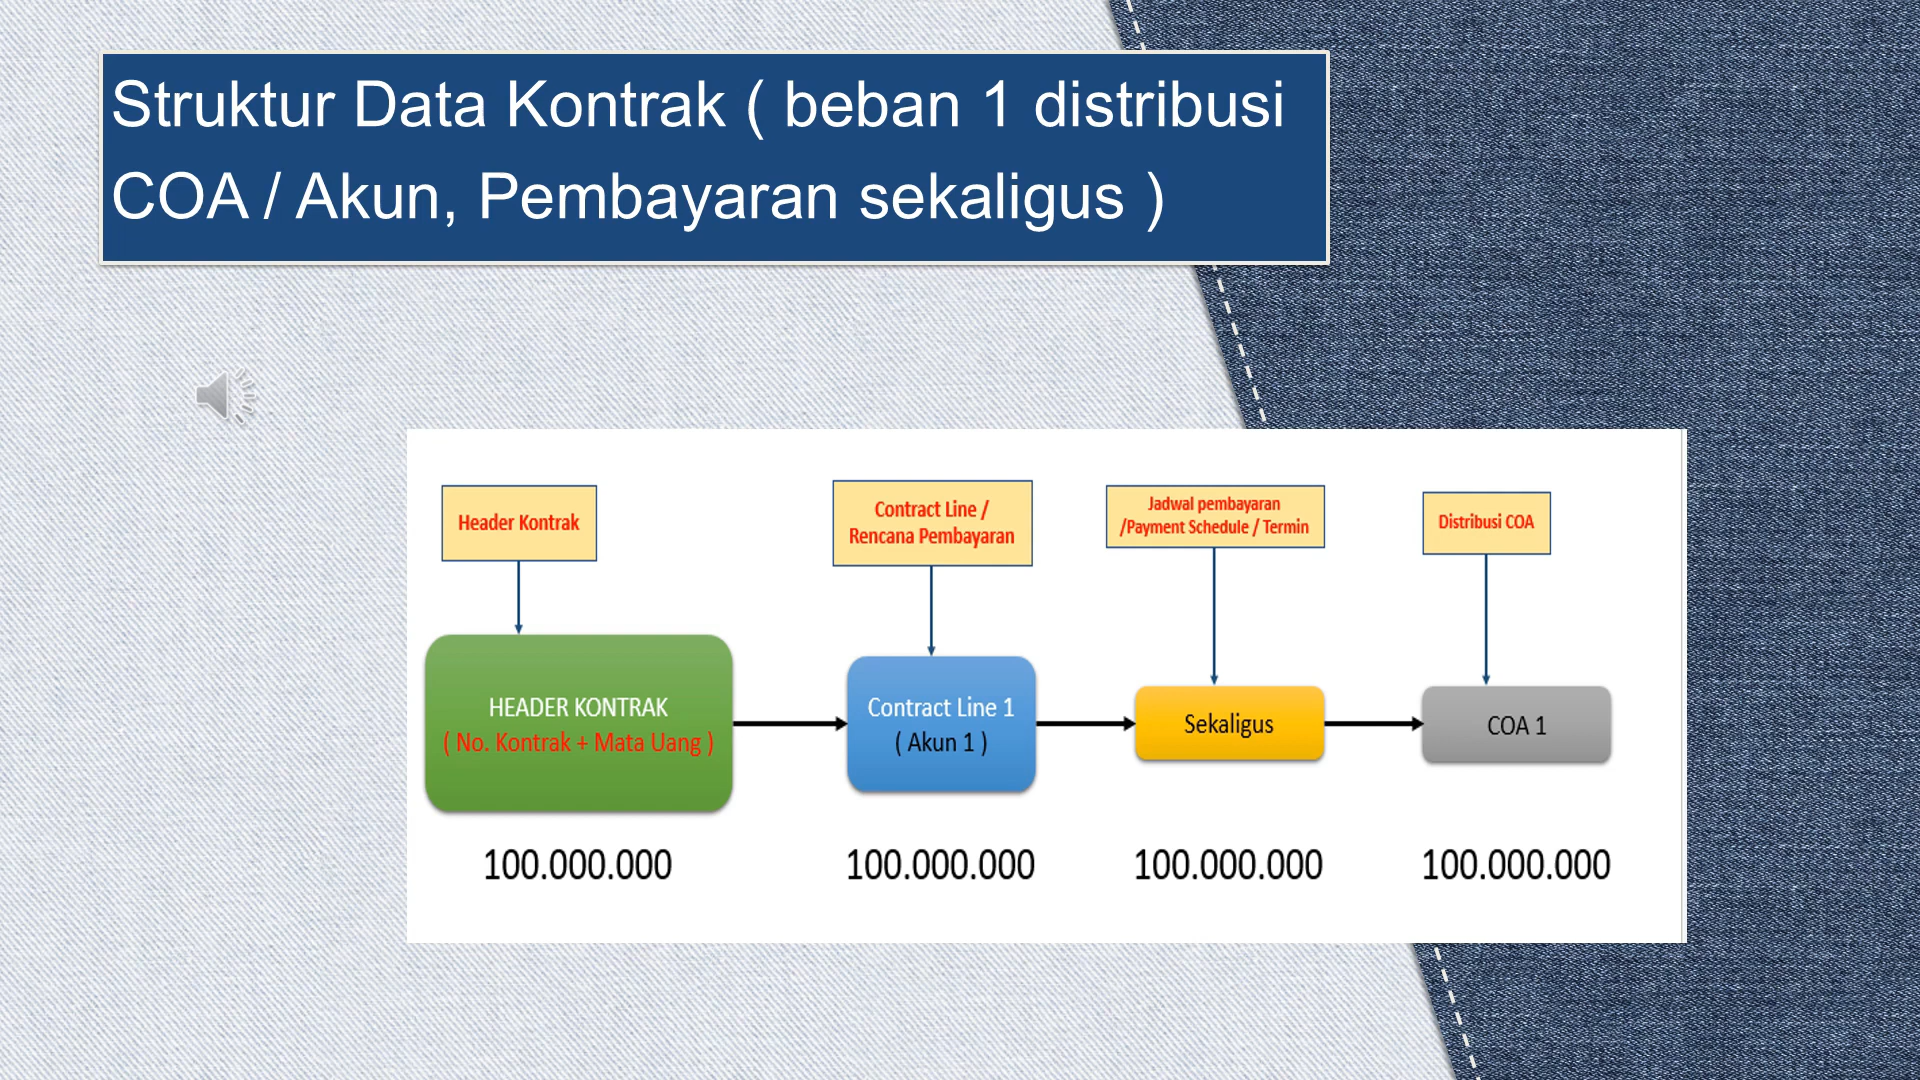 Struktur Data Kontrak ( beban 1 distribusi
COA / Akun, Pembayaran sekaligus )
Header Kontrak
Contract Line /
Rencana Pembayaran
Jadwal pembayaran
/Payment Schedule / Termin
Distribusi COA
HEADER KONTRAK
( No. Kontrak + Mata Uang )
Contract Line 1
( Akun 1 )
Sekaligus
COA 1
100.000.000
100.000.000
100.000.000
100.000.000